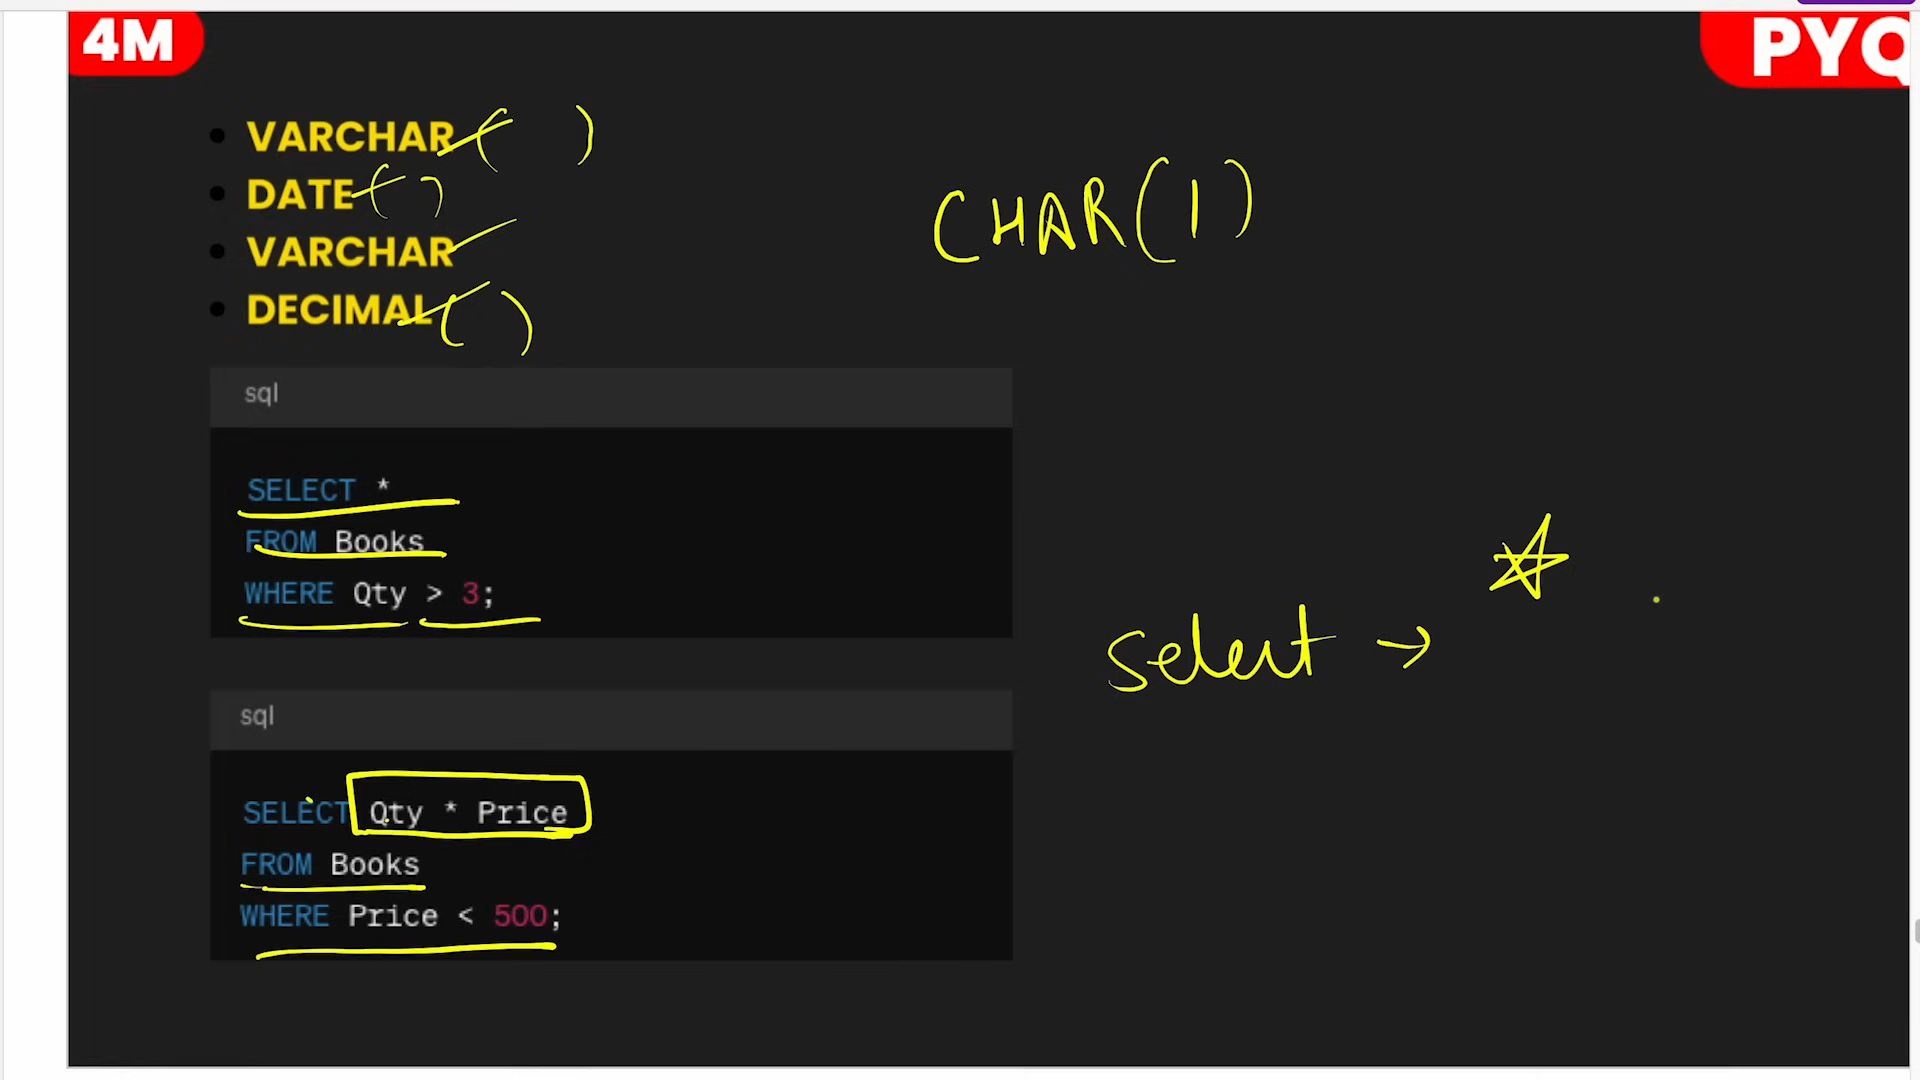 4M
PYQ
VARCHAR ( )
DATE ( )
VARCHAR
DECIMAL ( )
CHAR(1)
sql
SELECT *
FROM Books
WHERE Qty > 3;
Select →
sql
SELECT Qty * Price
FROM Books
WHERE Price < 500;